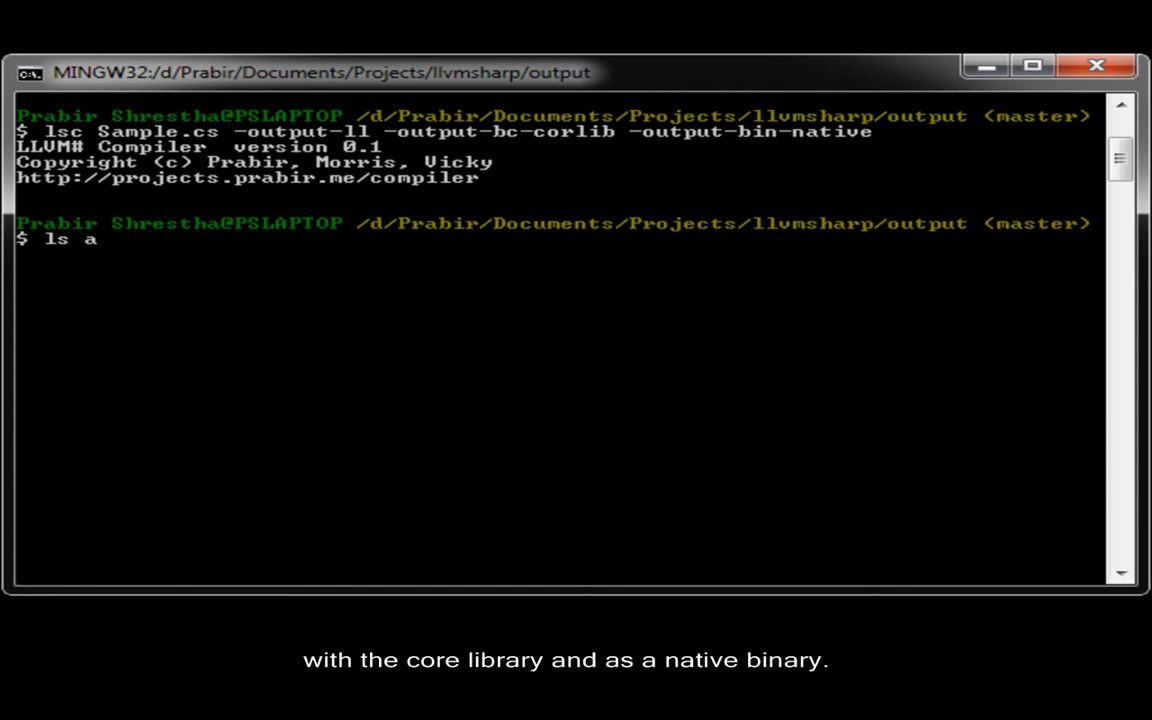 MINGW32:/d/Prabir/Documents/Projects/llvmsharp/output
Prabir Shrestha@PSLAPTOP /d/Prabir/Documents/Projects/llvmsharp/output (master)
$ lsc Sample.cs -output-ll -output-bc-corlib -output-bin-native
LLVM# Compiler  version 0.1
Copyright (c) Prabir, Morris, Vicky
http://projects.prabir.me/compiler
Prabir Shrestha@PSLAPTOP /d/Prabir/Documents/Projects/llvmsharp/output (master)
$ ls a
with the core library and as a native binary.